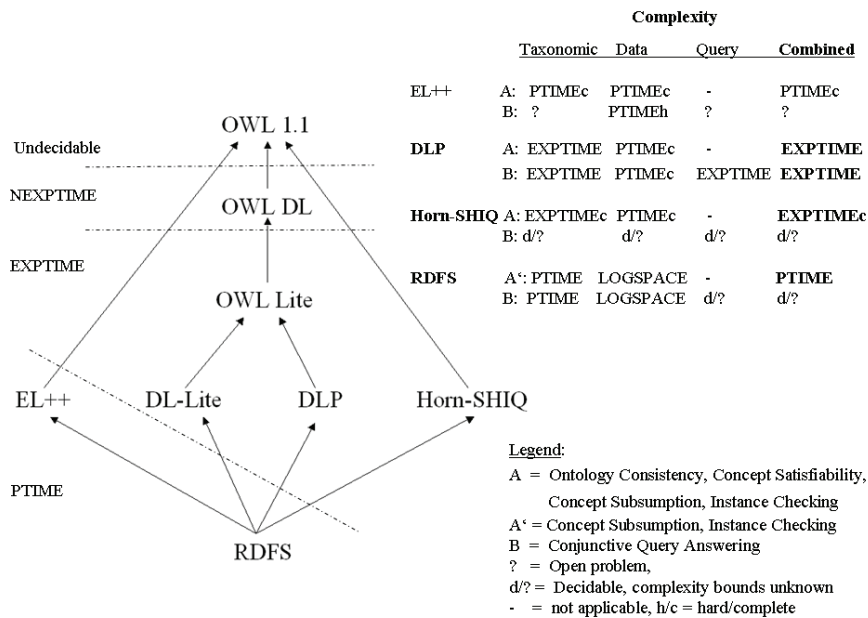 Complexity
Taxonomic Data Query Combined
EL++ A: PTIMEc PTIMEc - PTIMEc
B: ? PTIMEh ? ?
DLP A: EXPTIME PTIMEc - EXPTIME
B: EXPTIME PTIMEc EXPTIME EXPTIME
Horn-SHIQ A: EXPTIMEc PTIMEc - EXPTIMEc
B: d/? d/? d/? d/?
RDFS A‘: PTIME LOGSPACE - PTIME
B: PTIME LOGSPACE d/? d/?
OWL 1.1
Undecidable
NEXPTIME
OWL DL
EXPTIME
OWL Lite
EL++ DL-Lite DLP Horn-SHIQ
PTIME
RDFS
Legend:
A = Ontology Consistency, Concept Satisfiability,
Concept Subsumption, Instance Checking
A‘ = Concept Subsumption, Instance Checking
B = Conjunctive Query Answering
? = Open problem,
d/? = Decidable, complexity bounds unknown
- = not applicable, h/c = hard/complete